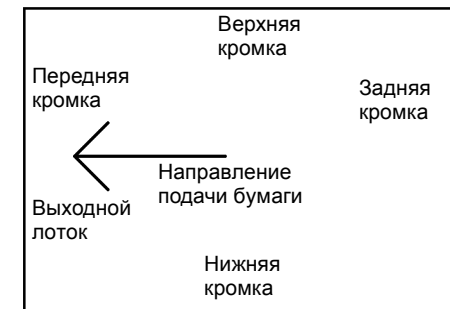 Верхняя
кромка
Передняя
кромка
Задняя
кромка
Направление
подачи бумаги
Выходной
лоток
Нижняя
кромка